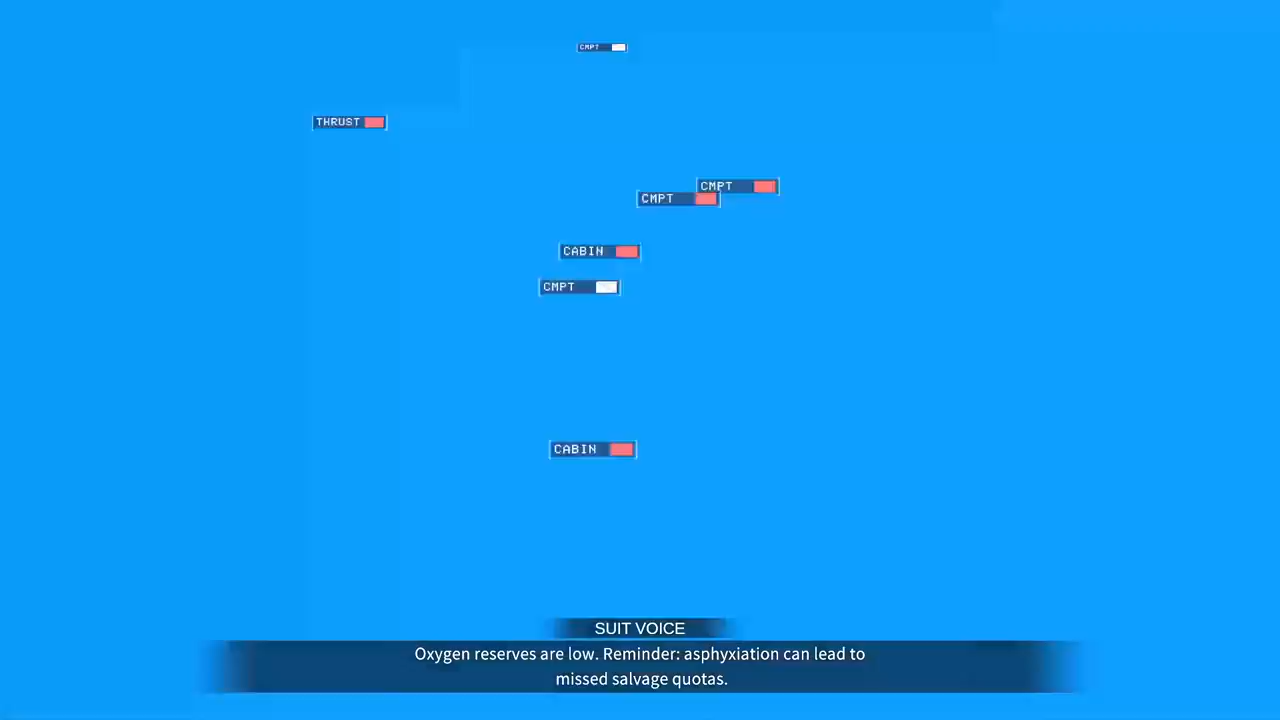 CMPT
THRUST
CMPT
CMPT
CABIN
CMPT
CABIN
SUIT VOICE
Oxygen reserves are low. Reminder: asphyxiation can lead to
missed salvage quotas.